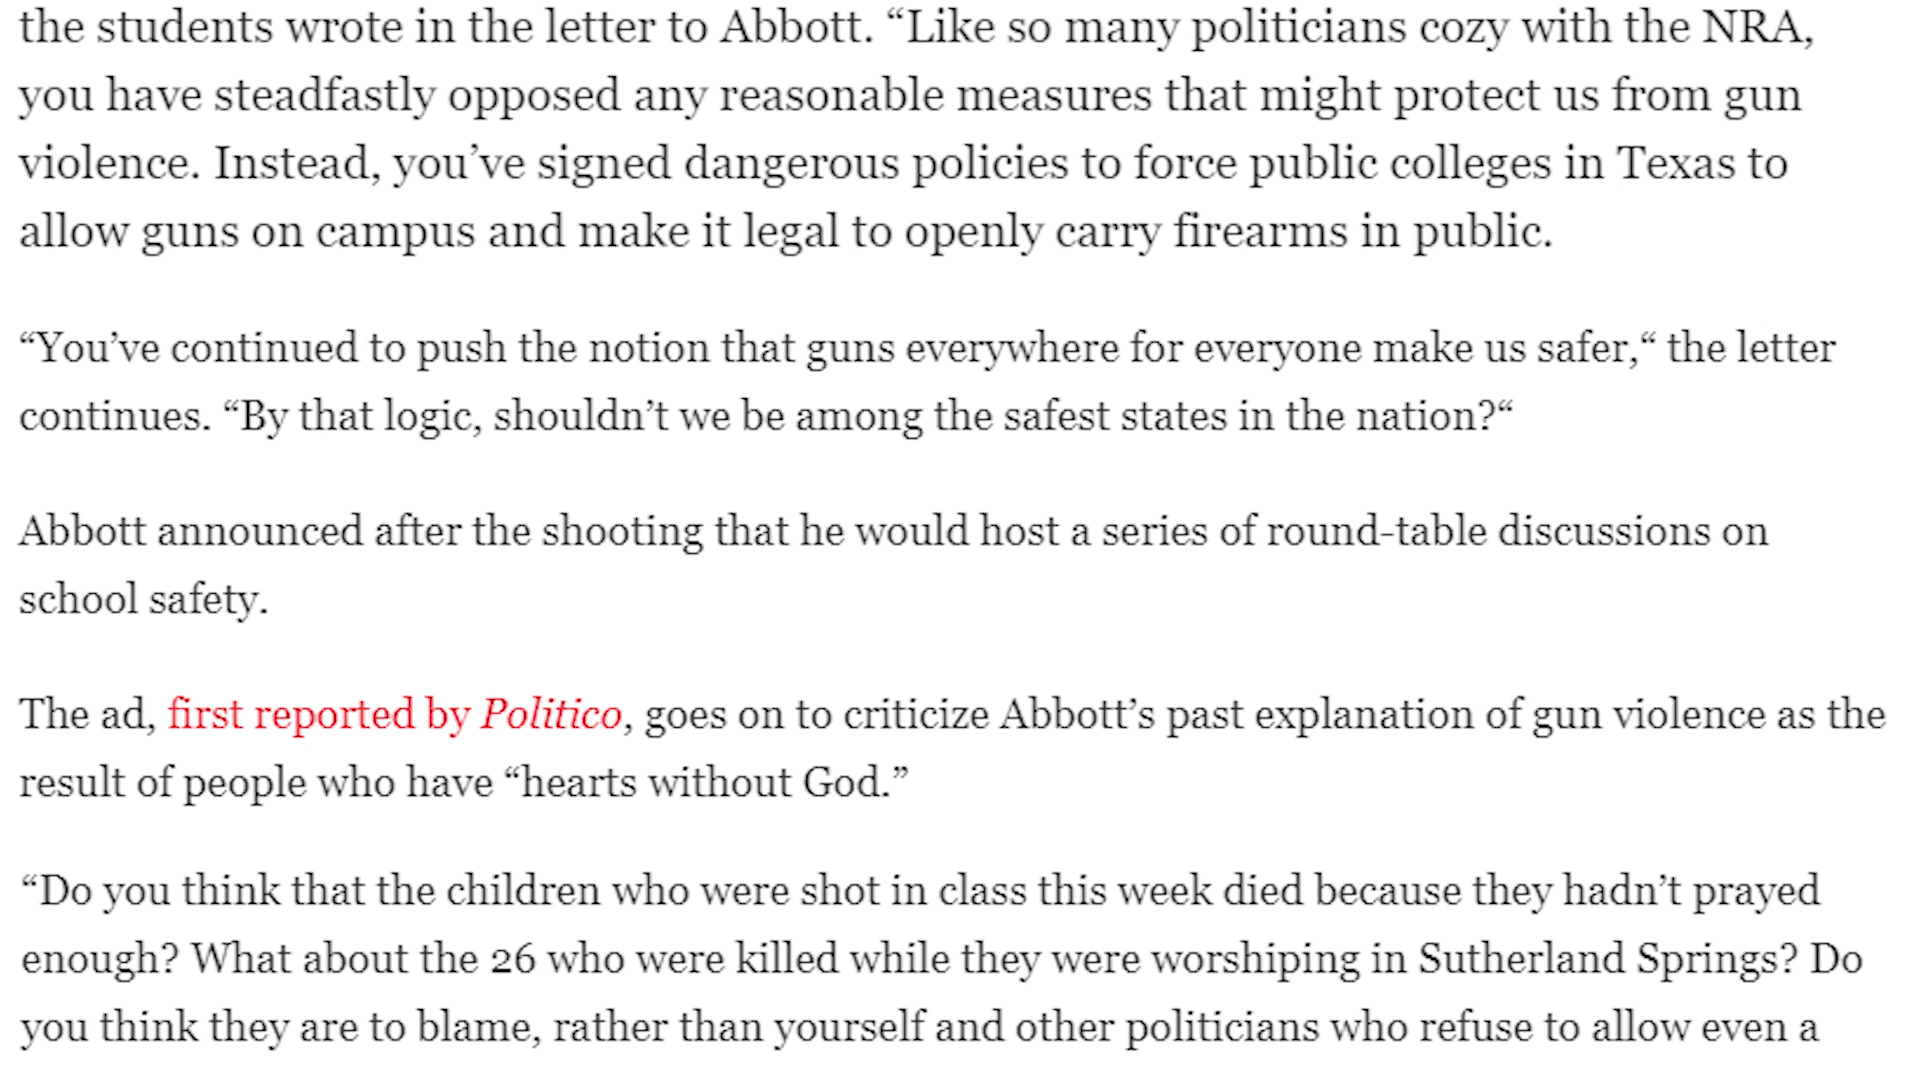 the students wrote in the letter to Abbott. “Like so many politicians cozy with the NRA,
you have steadfastly opposed any reasonable measures that might protect us from gun
violence. Instead, you’ve signed dangerous policies to force public colleges in Texas to
allow guns on campus and make it legal to openly carry firearms in public.
“You’ve continued to push the notion that guns everywhere for everyone make us safer,“ the letter
continues. “By that logic, shouldn’t we be among the safest states in the nation?“
Abbott announced after the shooting that he would host a series of round-table discussions on
school safety.
The ad, first reported by Politico, goes on to criticize Abbott’s past explanation of gun violence as the
result of people who have “hearts without God.”
“Do you think that the children who were shot in class this week died because they hadn’t prayed
enough? What about the 26 who were killed while they were worshiping in Sutherland Springs? Do
you think they are to blame, rather than yourself and other politicians who refuse to allow even a